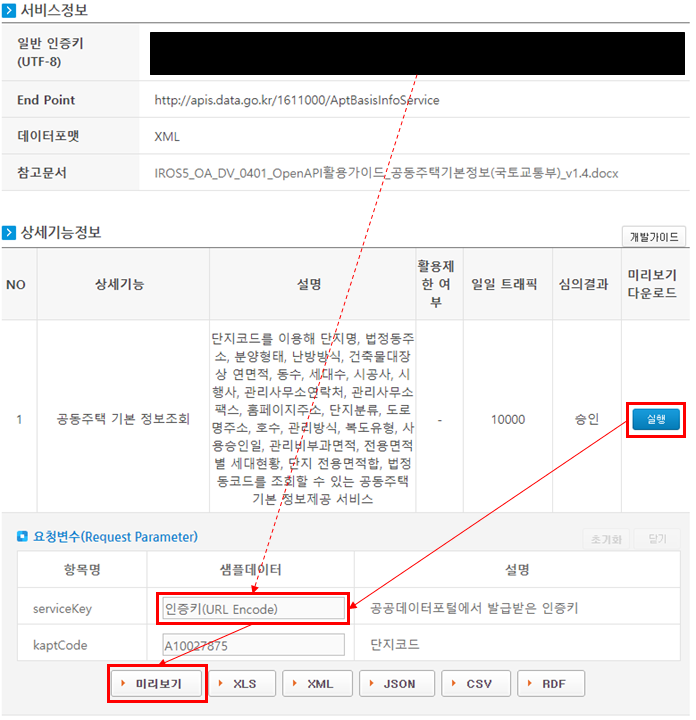 서비스정보
일반 인증키
(UTF-8)
End Point
http://apis.data.go.kr/1611000/AptBasisInfoService
데이터포맷
XML
참고문서
IROS5_OA_DV_0401_OpenAPI활용가이드_공동주택기본정보(국토교통부)_v1.4.docx
상세기능정보
개발가이드
NO
상세기능
설명
활용제
한 여
부
일일 트래픽
심의결과
미리보기
다운로드
1
공동주택 기본 정보조회
단지코드를 이용해 단지명, 법정동주
소, 분양형태, 난방방식, 건축물대장
상 연면적, 동수, 세대수, 시공사, 시
행사, 관리사무소연락처, 관리사무소
팩스, 홈페이지주소, 단지분류, 도로
명주소, 호수, 관리방식, 복도유형, 사
용승인일, 관리비부과면적, 전용면적
별 세대현황, 단지 전용면적합, 법정
동코드를 조회할 수 있는 공동주택
기본 정보제공 서비스
-
10000
승인
실행
요청변수(Request Parameter)
초기화
닫기
항목명
샘플데이터
설명
serviceKey
인증키(URL Encode)
공공데이터포털에서 발급받은 인증키
kaptCode
A10027875
단지코드
미리보기
XLS
XML
JSON
CSV
RDF